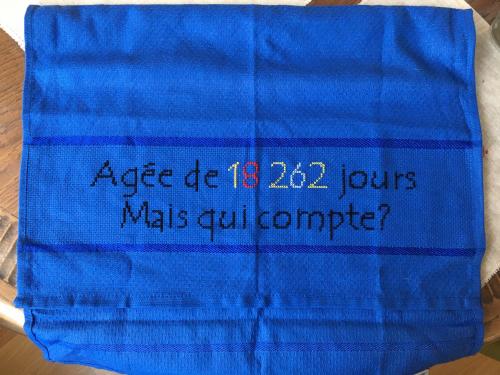 Agée de 18 262 jours
Mais qui compte?